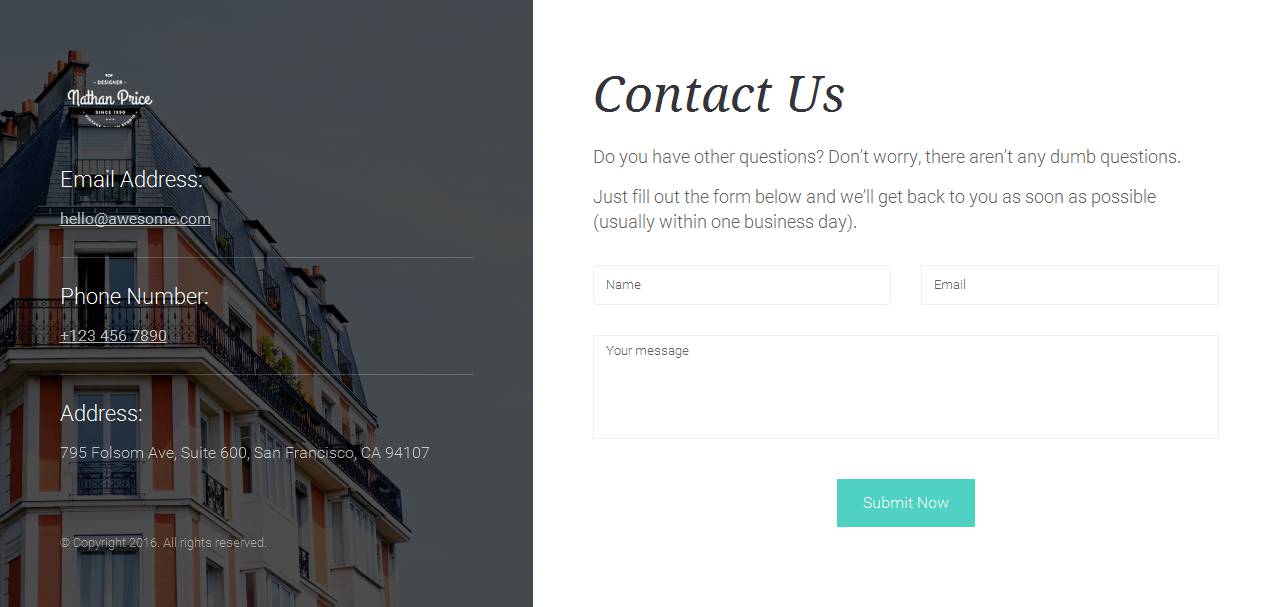 DESIGNER
Nathan Price
SINCE 1990
Email Address:
hello@awesome.com
Phone Number:
+123 456 7890
Address:
795 Folsom Ave, Suite 600, San Francisco, CA 94107
© Copyright 2016. All rights reserved.
Contact Us
Do you have other questions? Don’t worry, there aren’t any dumb questions.
Just fill out the form below and we’ll get back to you as soon as possible
(usually within one business day).
Name
Email
Your message
Submit Now